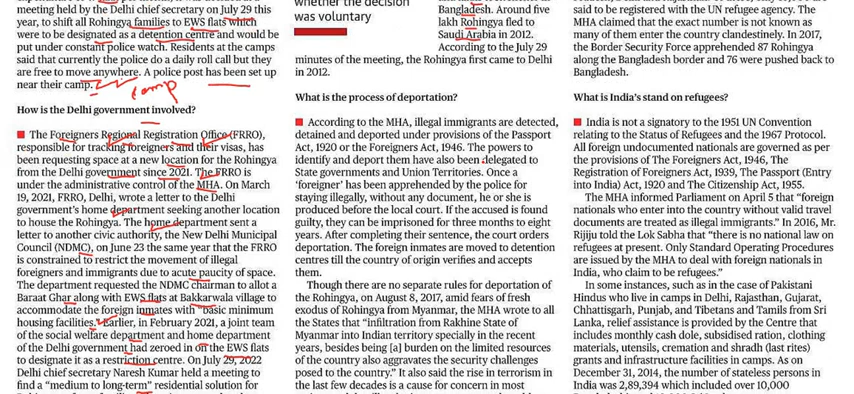 meeting held by the Delhi chief secretary on July 29 this
year, to shift all Rohingya families to EWS flats which
were to be designated as a detention centre and would be
put under constant police watch. Residents at the camps
said that currently the police do a daily roll call but they
are free to move anywhere. A police post has been set up
near their camp.
camp
How is the Delhi government involved?
■ The Foreigners Regional Registration Office (FRRO),
responsible for tracking foreigners and their visas, has
been requesting space at a new location for the Rohingya
from the Delhi government since 2021. The FRRO is
under the administrative control of the MHA. On March
19, 2021, FRRO, Delhi, wrote a letter to the Delhi
government's home department seeking another location
to house the Rohingya. The home department sent a
letter to another civic authority, the New Delhi Municipal
Council (NDMC), on June 23 the same year that the FRRO
is constrained to restrict the movement of illegal
foreigners and immigrants due to acute paucity of space.
The department requested the NDMC chairman to allot a
Baraat Ghar along with EWS flats at Bakkarwala village to
accommodate the foreign inmates with "basic minimum
housing facilities." Earlier, in February 2021, a joint team
of the social welfare department and home department
of the Delhi government had zeroed in on the EWS flats
to designate it as a restriction centre. On July 29, 2022
Delhi chief secretary Naresh Kumar held a meeting to
find a "medium to long-term" residential solution for
whether the decision
was voluntary
Bangladesh. Around five
lakh Rohingya fled to
Saudi Arabia in 2012.
According to the July 29
minutes of the meeting, the Rohingya first came to Delhi
in 2012.
What is the process of deportation?
■ According to the MHA, illegal immigrants are detected,
detained and deported under provisions of the Passport
Act, 1920 or the Foreigners Act, 1946. The powers to
identify and deport them have also been delegated to
State governments and Union Territories. Once a
'foreigner' has been apprehended by the police for
staying illegally, without any document, he or she is
produced before the local court. If the accused is found
guilty, they can be imprisoned for three months to eight
years. After completing their sentence, the court orders
deportation. The foreign inmates are moved to detention
centres till the country of origin verifies and accepts
them.
Though there are no separate rules for deportation of
the Rohingya, on August 8, 2017, amid fears of fresh
exodus of Rohingya from Myanmar, the MHA wrote to all
the States that "infiltration from Rakhine State of
Myanmar into Indian territory specially in the recent
years, besides being [a] burden on the limited resources
of the country also aggravates the security challenges
posed to the country." It also said the rise in terrorism in
the last few decades is a cause for concern in most
said to be registered with the UN refugee agency. The
MHA claimed that the exact number is not known as
many of them enter the country clandestinely. In 2017,
the Border Security Force apprehended 87 Rohingya
along the Bangladesh border and 76 were pushed back to
Bangladesh.
What is India's stand on refugees?
■ India is not a signatory to the 1951 UN Convention
relating to the Status of Refugees and the 1967 Protocol.
All foreign undocumented nationals are governed as per
the provisions of The Foreigners Act, 1946, The
Registration of Foreigners Act, 1939, The Passport (Entry
into India) Act, 1920 and The Citizenship Act, 1955.
The MHA informed Parliament on April 5 that "foreign
nationals who enter into the country without valid travel
documents are treated as illegal immigrants." In 2016, Mr.
Rijiju told the Lok Sabha that "there is no national law on
refugees at present. Only Standard Operating Procedures
are issued by the MHA to deal with foreign nationals in
India, who claim to be refugees."
In some instances, such as in the case of Pakistani
Hindus who live in camps in Delhi, Rajasthan, Gujarat,
Chhattisgarh, Punjab, and Tibetans and Tamils from Sri
Lanka, relief assistance is provided by the Centre that
includes monthly cash dole, subsidised ration, clothing
materials, utensils, cremation and shradh (last rites)
grants and infrastructure facilities in camps. As on
December 31, 2014, the number of stateless persons in
India was 2,89,394 which included over 10,000